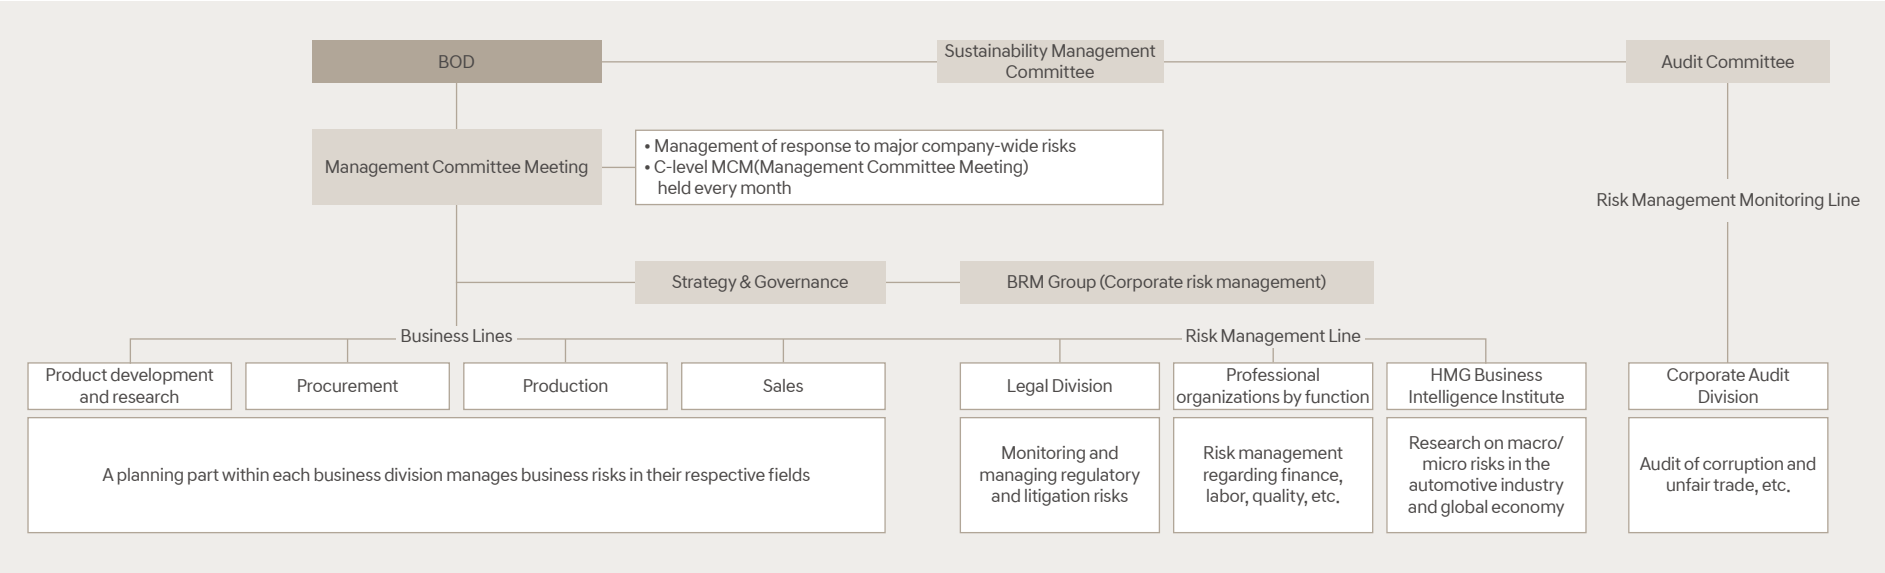 BOD
Sustainability Management
Committee
Audit Committee
Management Committee Meeting
• Management of response to major company-wide risks
• C-level MCM(Management Committee Meeting)
held every month
Risk Management Monitoring Line
Strategy & Governance
BRM Group (Corporate risk management)
Business Lines
Risk Management Line
Product development
and research
Procurement
Production
Sales
Legal Division
Professional
organizations by function
HMG Business
Intelligence Institute
Corporate Audit
Division
A planning part within each business division manages business risks in their respective fields
Monitoring and
managing regulatory
and litigation risks
Risk management
regarding finance,
labor, quality, etc.
Research on macro/
micro risks in the
automotive industry
and global economy
Audit of corruption and
unfair trade, etc.